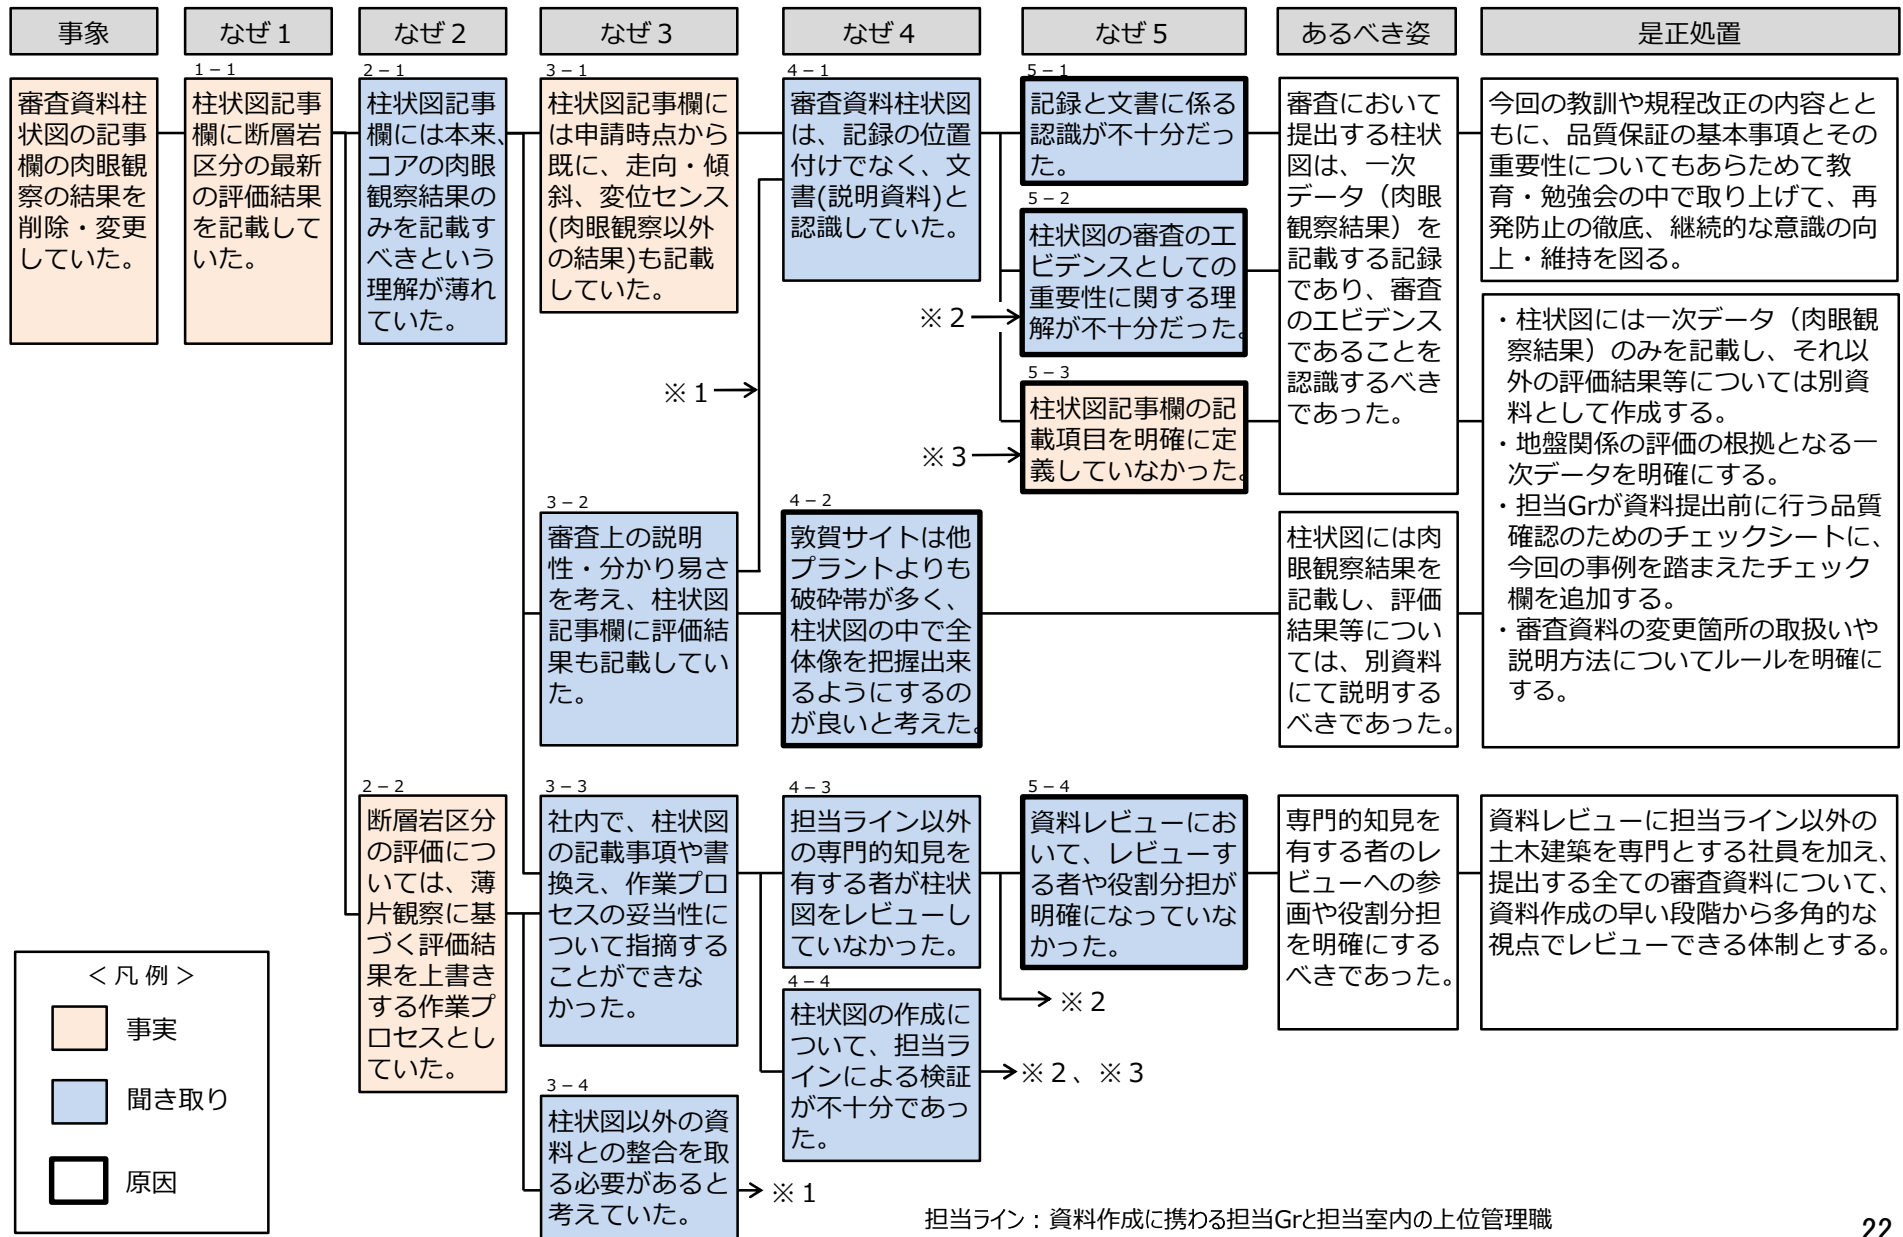 事象
なぜ１
なぜ２
なぜ３
なぜ４
なぜ５
あるべき姿
是正処置
審査資料柱
状図の記事
欄の肉眼観
察の結果を
削除・変更
していた。
１－１
柱状図記事
欄に断層岩
区分の最新
の評価結果
を記載して
いた。
２－１
柱状図記事
欄には本来、
コアの肉眼
観察結果のみを記載す
べきという
理解が薄れ
ていた。
２－２
断層岩区分
の評価につ
いては、薄
片観察に基
づく評価結
果を上書き
する作業プ
ロセスとし
ていた。
３－１
柱状図記事欄に
は申請時点から
既に、走向・傾
斜、変位センス
(肉眼観察以外
の結果)も記載
していた。
３－２
審査上の説明
性・分かり易さ
を考え、柱状図
記事欄に評価結
果も記載してい
た。
３－３
社内で、柱状図
の記載事項や書
換え、作業プロ
セスの妥当性に
ついて指摘する
ことができな
かった。
３－４
柱状図以外の資
料との整合を取
る必要があると
考えていた。
※１
※１
４－１
審査資料柱状図
は、記録の位置
付けでなく、文
書(説明資料)と
認識していた。
４－２
敦賀サイトは他
プラントよりも
破砕帯が多く、
柱状図の中で全
体像を把握出来
るようにするの
が良いと考えた。
４－３
担当ライン以外
の専門的知見を
有する者が柱状
図をレビューし
ていなかった。
４－４
柱状図の作成に
ついて、担当ラ
インによる検証
が不十分であっ
た。
※２
※３
※２
※２、※３
５－１
記録と文書に係る
認識が不十分だっ
た。
５－２
柱状図の審査のエ
ビデンスとしての
重要性に関する理
解が不十分だった。
５－３
柱状図記事欄の記
載項目を明確に定
義していなかった。
５－４
資料レビューにお
いて、レビューす
る者や役割分担が
明確になっていな
かった。
審査において
提出する柱状
図は、一次
データ（肉眼
観察結果）を
記載する記録
であり、審査
のエビデンス
であることを
認識するべき
であった。
柱状図には肉
眼観察結果を
記載し、評価
結果等につい
ては、別資料
にて説明する
べきであった。
専門的知見を
有する者のレ
ビューへの参
画や役割分担
を明確にする
べきであった。
今回の教訓や規程改正の内容とと
もに、品質保証の基本事項とその
重要性についてもあらためて教
育・勉強会の中で取り上げて、再
発防止の徹底、継続的な意識の向
上・維持を図る。
・柱状図には一次データ（肉眼観
察結果）のみを記載し、それ以
外の評価結果等については別資
料として作成する。
・地盤関係の評価の根拠となる一
次データを明確にする。
・担当Grが資料提出前に行う品質
確認のためのチェックシートに、
今回の事例を踏まえたチェック
欄を追加する。
・審査資料の変更箇所の取扱いや
説明方法についてルールを明確に
する。
資料レビューに担当ライン以外の
土木建築を専門とする社員を加え、
提出する全ての審査資料について、
資料作成の早い段階から多角的な
視点でレビューできる体制とする。
＜凡例＞
事実
聞き取り
原因
担当ライン：資料作成に携わる担当Grと担当室内の上位管理職
22